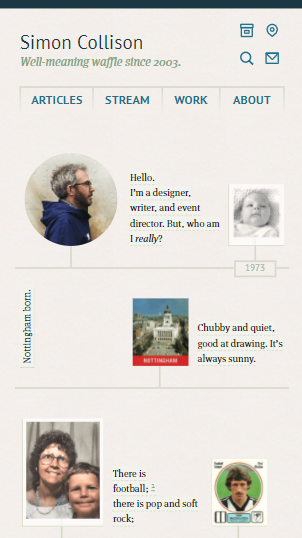 Simon Collison
Well-meaning waffle since 2003.
ARTICLES STREAM WORK ABOUT
Hello.
I'm a designer,
writer, and event
director. But, who am
I really?
1973
Nottingham born.
NOTTINGHAM
Chubby and quiet,
good at drawing. It's
always sunny.
There is
football;
there is pop and soft
rock;